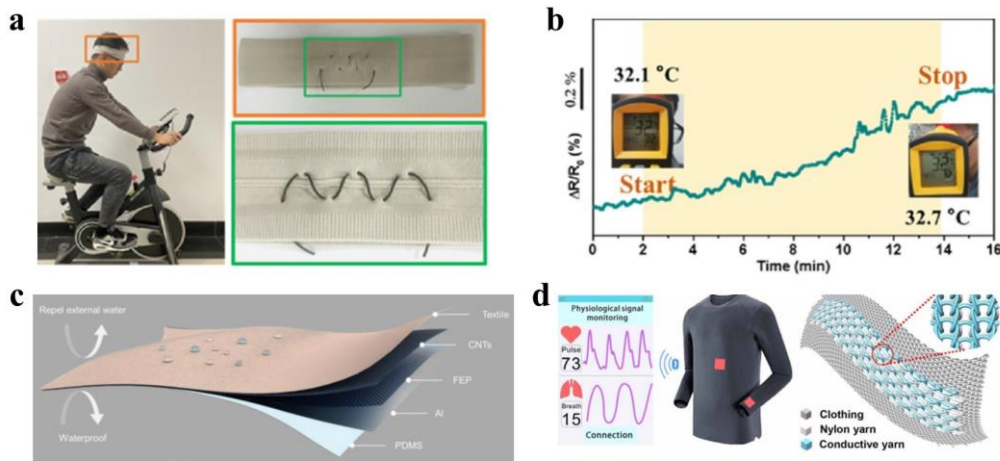 a
b
32.1 °C
Stop
0.2 %
ΔR/R₀ (%)
Start
32.7 °C
0 2 4 6 8 10 12 14 16
Time (min)
c
Repel external water
Textile
CNTs
FEP
Al
Waterproof
PDMS
d
Physiological signal
monitoring
Pulse
73
Breath
15
Connection
Clothing
Nylon yarn
Conductive yarn